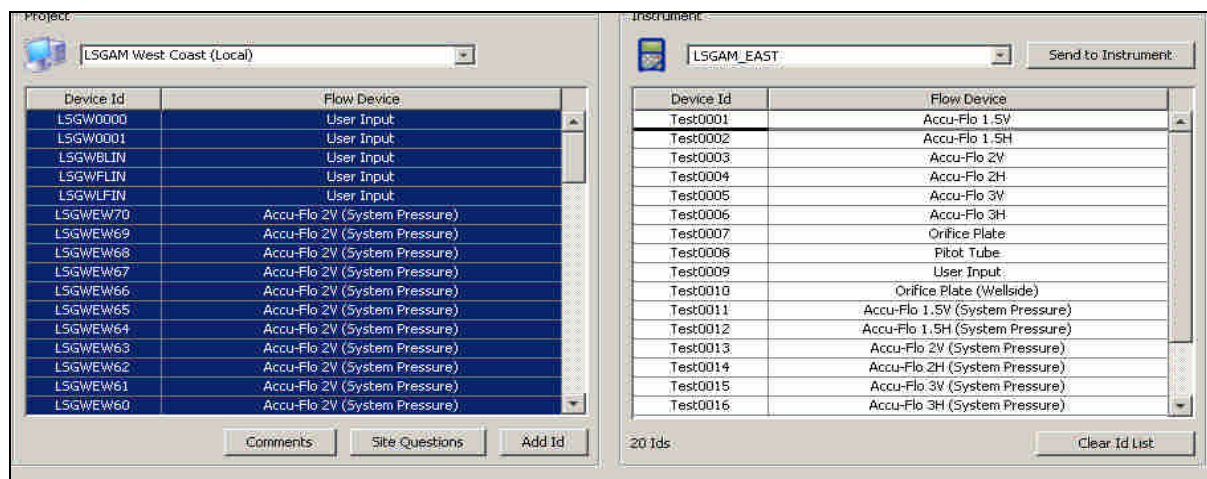 Project
LSGAM West Coast (Local)
Device Id Flow Device
LSGW0000 User Input
LSGW0001 User Input
LSGWBLIN User Input
LSGWFLIN User Input
LSGWLFIN User Input
LSGWEW70 Accu-Flo 2V (System Pressure)
LSGWEW69 Accu-Flo 2V (System Pressure)
LSGWEW68 Accu-Flo 2V (System Pressure)
LSGWEW67 Accu-Flo 2V (System Pressure)
LSGWEW66 Accu-Flo 2V (System Pressure)
LSGWEW65 Accu-Flo 2V (System Pressure)
LSGWEW64 Accu-Flo 2V (System Pressure)
LSGWEW63 Accu-Flo 2V (System Pressure)
LSGWEW62 Accu-Flo 2V (System Pressure)
LSGWEW61 Accu-Flo 2V (System Pressure)
LSGWEW60 Accu-Flo 2V (System Pressure)
Comments Site Questions Add Id
Instrument
LSGAM_EAST Send to Instrument
Device Id Flow Device
Test0001 Accu-Flo 1.5V
Test0002 Accu-Flo 1.5H
Test0003 Accu-Flo 2V
Test0004 Accu-Flo 2H
Test0005 Accu-Flo 3V
Test0006 Accu-Flo 3H
Test0007 Orifice Plate
Test0008 Pitot Tube
Test0009 User Input
Test0010 Orifice Plate (Wellside)
Test0011 Accu-Flo 1.5V (System Pressure)
Test0012 Accu-Flo 1.5H (System Pressure)
Test0013 Accu-Flo 2V (System Pressure)
Test0014 Accu-Flo 2H (System Pressure)
Test0015 Accu-Flo 3V (System Pressure)
Test0016 Accu-Flo 3H (System Pressure)
20 Ids Clear Id List